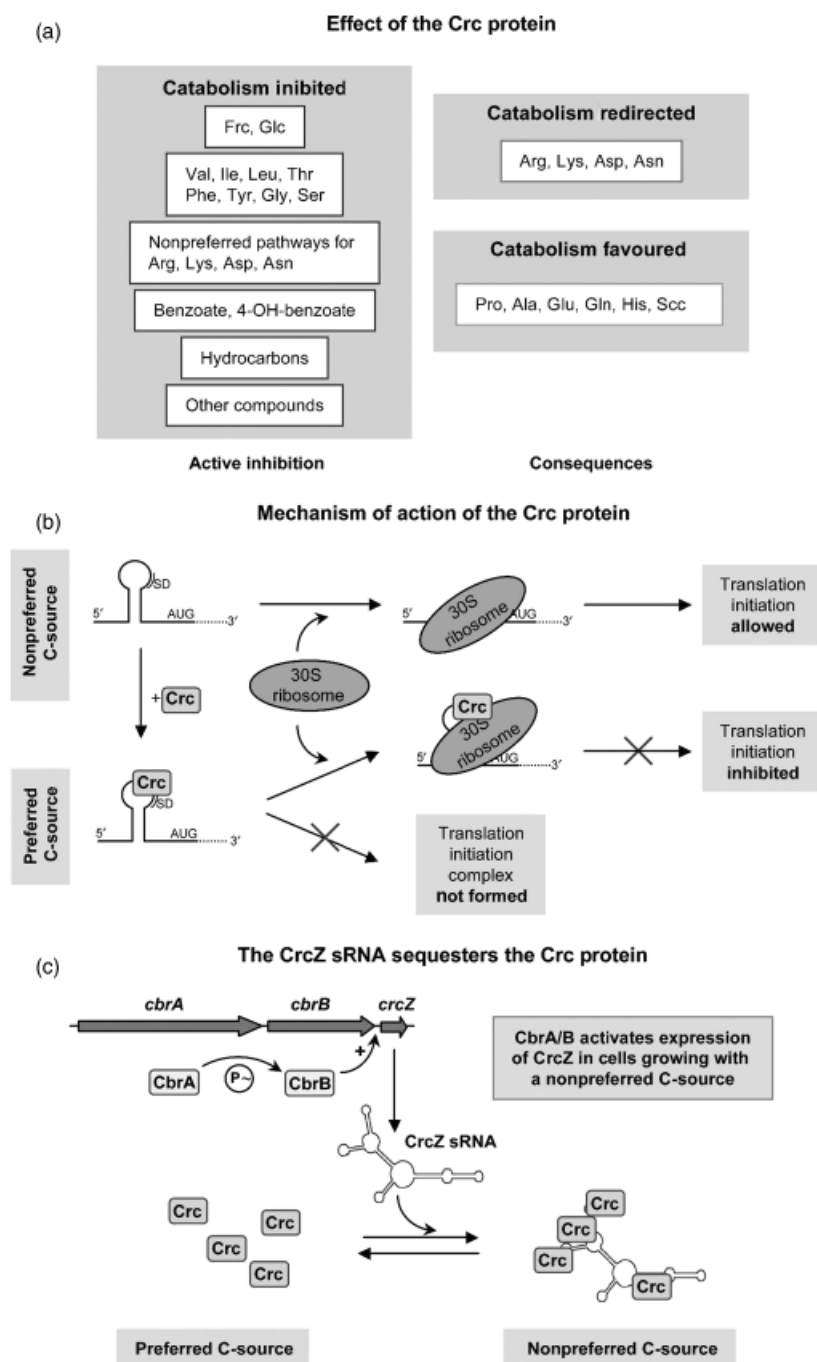 (a)
Effect of the Crc protein
Catabolism inibited
Frc, Glc
Val, Ile, Leu, Thr
Phe, Tyr, Gly, Ser
Nonpreferred pathways for
Arg, Lys, Asp, Asn
Benzoate, 4-OH-benzoate
Hydrocarbons
Other compounds
Active inhibition
Catabolism redirected
Arg, Lys, Asp, Asn
Catabolism favoured
Pro, Ala, Glu, Gln, His, Scc
Consequences
(b)
Mechanism of action of the Crc protein
Nonpreferred
C-source
SD
5′
AUG
3′
30S
ribosome
5′
30S
ribosome
AUG
3′
Translation
initiation
allowed
+ Crc
Preferred
C-source
Crc
SD
5′
AUG
3′
Crc
30S
ribosome
5′
AUG
3′
Translation
initiation
inhibited
Translation
initiation
complex
not formed
(c)
The CrcZ sRNA sequesters the Crc protein
cbrA
cbrB
crcZ
+
CbrA
P~
CbrB
CbrA/B activates expression
of CrcZ in cells growing with
a nonpreferred C-source
CrcZ sRNA
Crc
Crc
Crc
Crc
Crc
Crc
Crc
Crc
Preferred C-source
Nonpreferred C-source